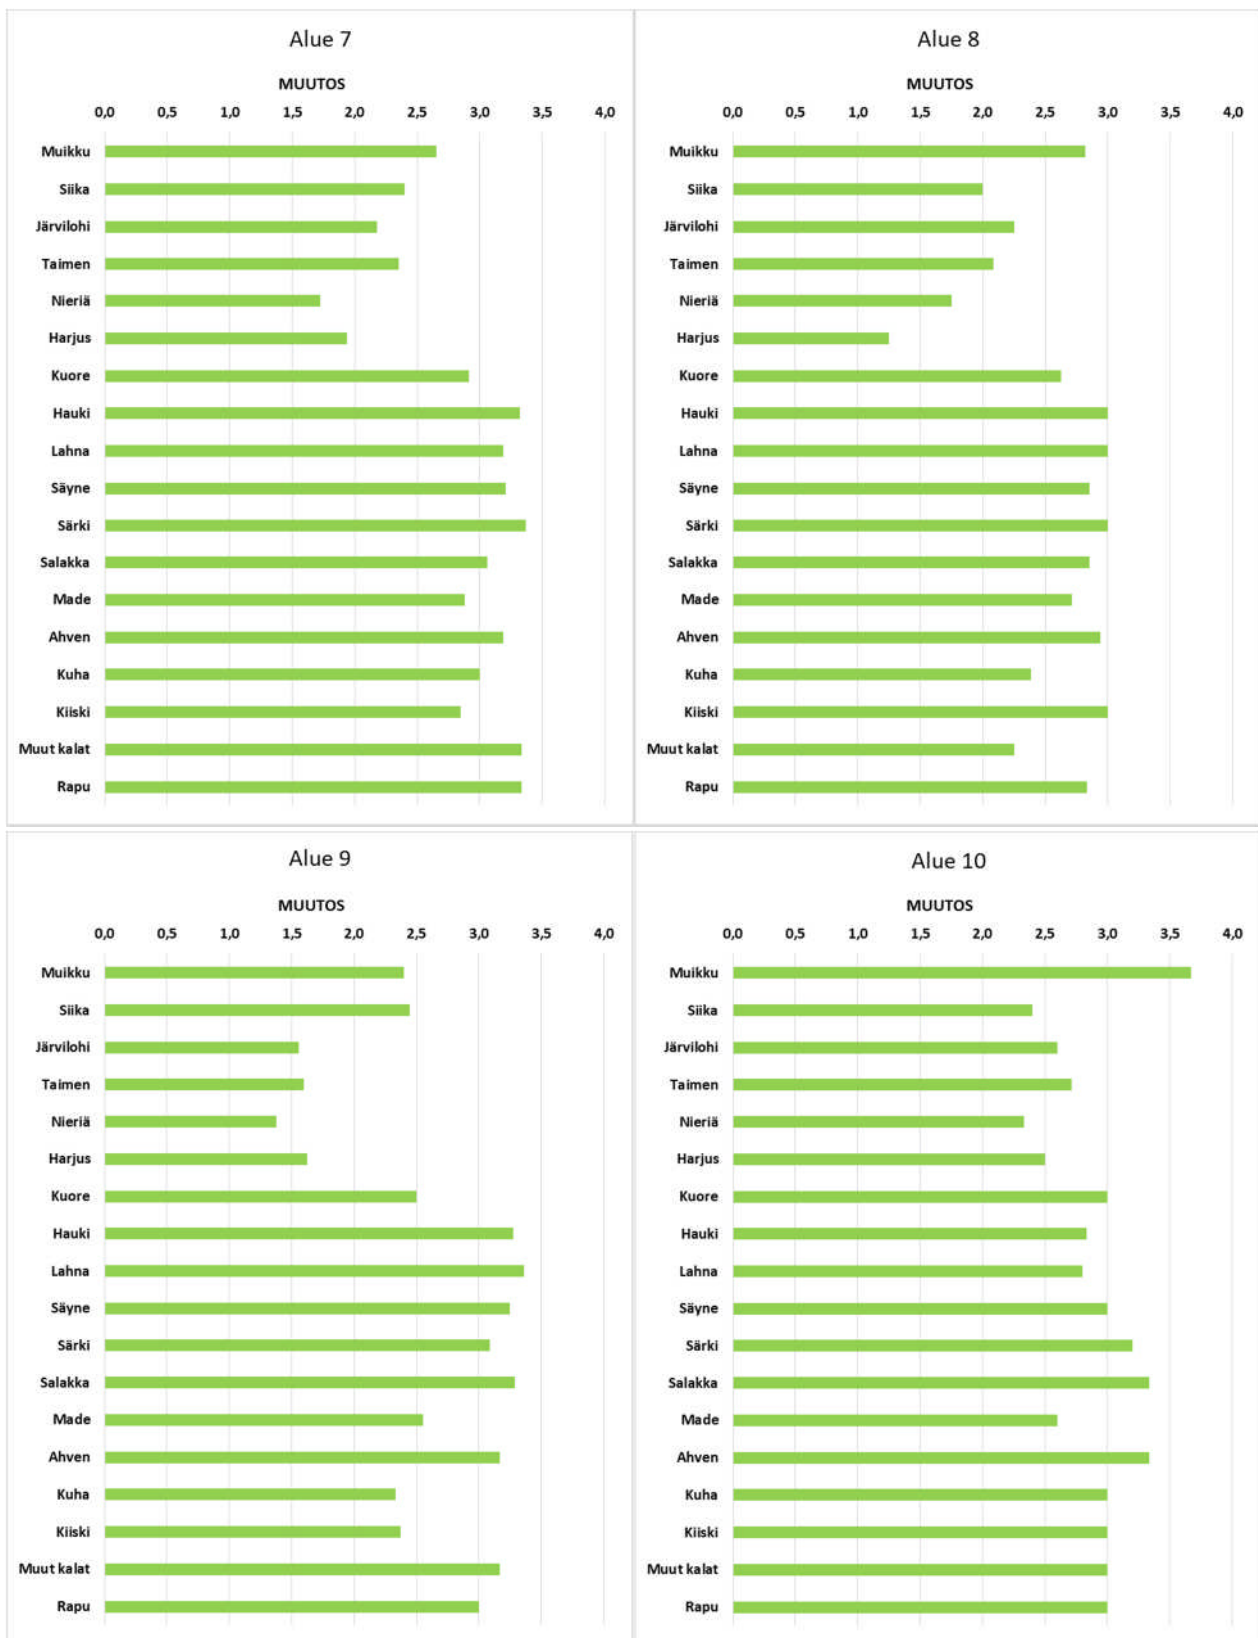 Alue 7
MUUTOS
0,0 0,5 1,0 1,5 2,0 2,5 3,0 3,5 4,0
Muikku
Siika
Järvilohi
Taimen
Nieriä
Harjus
Kuore
Hauki
Lahna
Säyne
Särki
Salakka
Made
Ahven
Kuha
Kiiski
Muut kalat
Rapu
Alue 8
MUUTOS
0,0 0,5 1,0 1,5 2,0 2,5 3,0 3,5 4,0
Muikku
Siika
Järvilohi
Taimen
Nieriä
Harjus
Kuore
Hauki
Lahna
Säyne
Särki
Salakka
Made
Ahven
Kuha
Kiiski
Muut kalat
Rapu
Alue 9
MUUTOS
0,0 0,5 1,0 1,5 2,0 2,5 3,0 3,5 4,0
Muikku
Siika
Järvilohi
Taimen
Nieriä
Harjus
Kuore
Hauki
Lahna
Säyne
Särki
Salakka
Made
Ahven
Kuha
Kiiski
Muut kalat
Rapu
Alue 10
MUUTOS
0,0 0,5 1,0 1,5 2,0 2,5 3,0 3,5 4,0
Muikku
Siika
Järvilohi
Taimen
Nieriä
Harjus
Kuore
Hauki
Lahna
Säyne
Särki
Salakka
Made
Ahven
Kuha
Kiiski
Muut kalat
Rapu